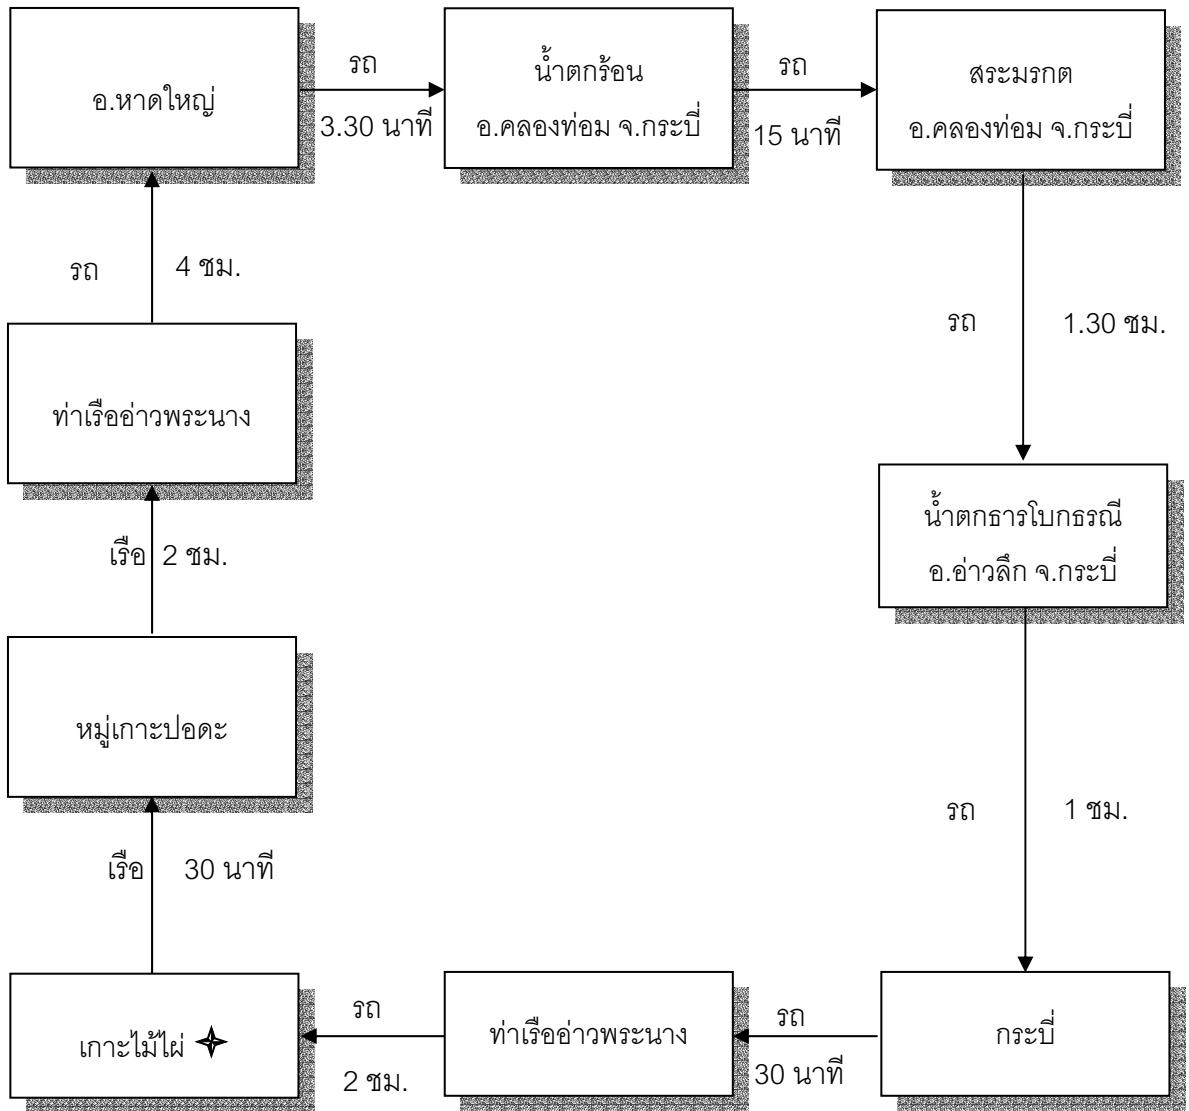 อ.หาดใหญ่
รถ
3.30 นาที
น้ำตกร้อน
อ.คลองท่อม จ.กระบี่
รถ
15 นาที
สระมรกต
อ.คลองท่อม จ.กระบี่
รถ 1.30 ชม.
น้ำตกธารโบกธรณี
อ.อ่าวลึก จ.กระบี่
รถ 1 ชม.
กระบี่
รถ
30 นาที
ท่าเรืออ่าวพระนาง
รถ
2 ชม.
เกาะไม้ไผ่
เรือ 30 นาที
หมู่เกาะปอดะ
เรือ 2 ชม.
ท่าเรืออ่าวพระนาง
รถ 4 ชม.